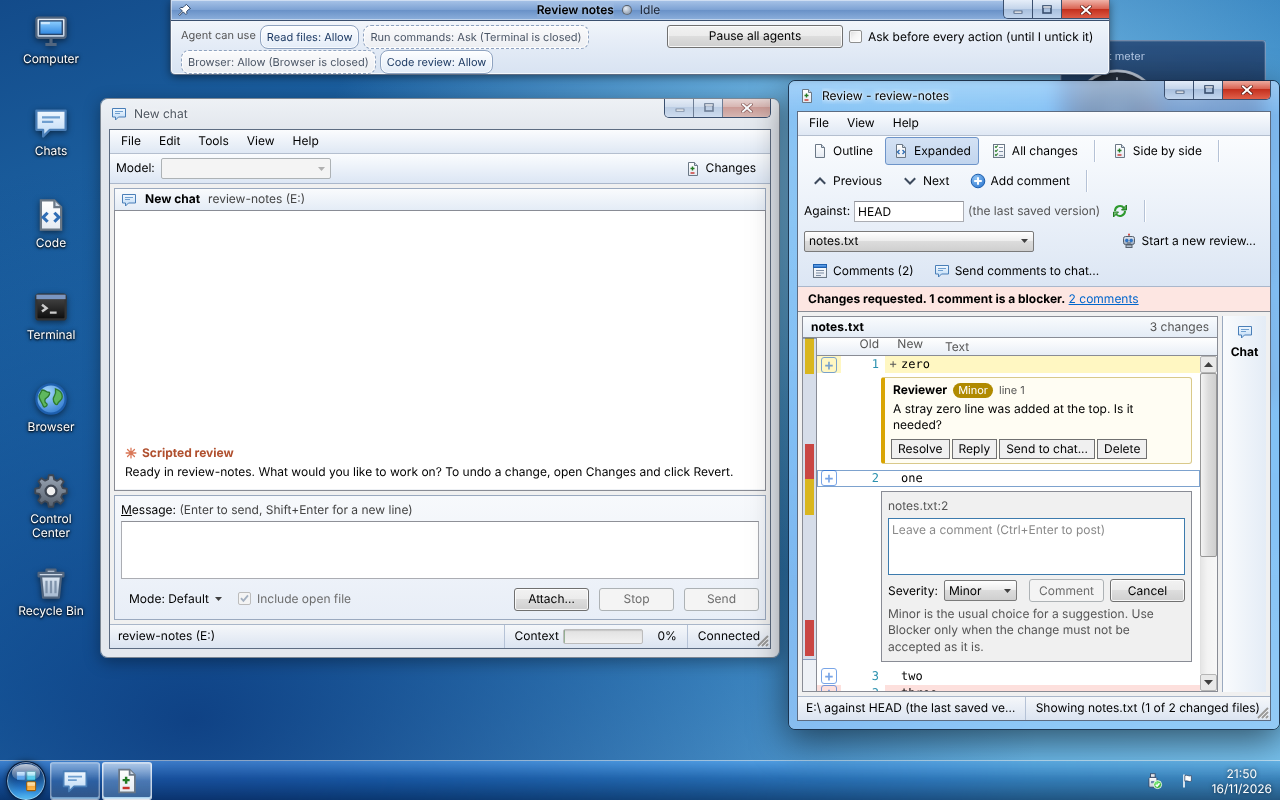 Review notes Idle
Agent can use
Read files: Allow
Run commands: Ask (Terminal is closed)
Browser: Allow (Browser is closed)
Code review: Allow
Pause all agents
Ask before every action (until I untick it)
Computer
Chats
Code
Terminal
Browser
Control
Center
Recycle Bin
meter
New chat
File Edit Tools View Help
Model:
Changes
New chat review-notes (E:)
Scripted review
Ready in review-notes. What would you like to work on? To undo a change, open Changes and click Revert.
Message: (Enter to send, Shift+Enter for a new line)
Mode: Default
Include open file
Attach...
Stop
Send
review-notes (E:)
Context 0% Connected
Review - review-notes
File View Help
Outline Expanded All changes Side by side
Previous Next Add comment
Against: HEAD (the last saved version)
notes.txt
Start a new review...
Comments (2) Send comments to chat...
Changes requested. 1 comment is a blocker. 2 comments
notes.txt 3 changes
Old New Text
1 + zero
Reviewer Minor line 1
A stray zero line was added at the top. Is it
needed?
Resolve Reply Send to chat... Delete
2 one
notes.txt:2
Leave a comment (Ctrl+Enter to post)
Severity: Minor Comment Cancel
Minor is the usual choice for a suggestion. Use
Blocker only when the change must not be
accepted as it is.
3 two
Chat
E:\ against HEAD (the last saved ve...
Showing notes.txt (1 of 2 changed files)
21:50
16/11/2026